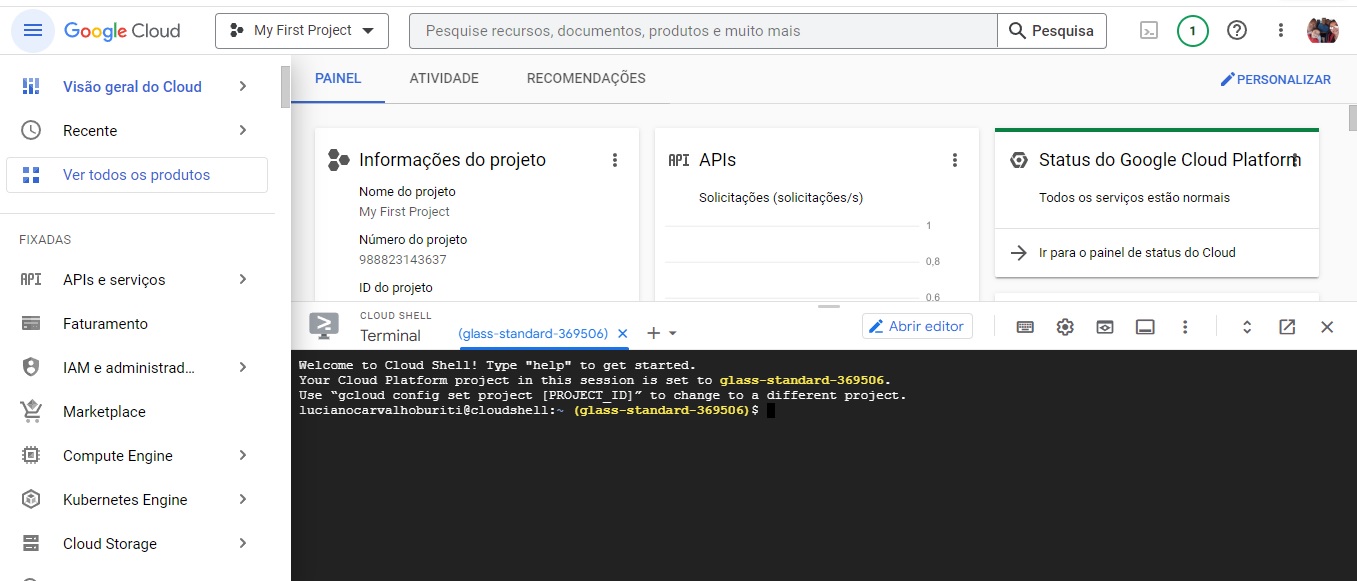 Google Cloud
My First Project
Pesquise recursos, documentos, produtos e muito mais
Pesquisa
1
Visão geral do Cloud
Recente
Ver todos os produtos
FIXADAS
API APIs e serviços
Faturamento
IAM e administrad...
Marketplace
Compute Engine
Kubernetes Engine
Cloud Storage
PAINEL
ATIVIDADE
RECOMENDAÇÕES
PERSONALIZAR
Informações do projeto
Nome do projeto
My First Project
Número do projeto
988823143637
ID do projeto
API APIs
Solicitações (solicitações/s)
1
0,8
0,6
Status do Google Cloud Platform
Todos os serviços estão normais
Ir para o painel de status do Cloud
CLOUD SHELL
Terminal
(glass-standard-369506)
Abrir editor
Welcome to Cloud Shell! Type "help" to get started.
Your Cloud Platform project in this session is set to glass-standard-369506.
Use “gcloud config set project [PROJECT_ID]” to change to a different project.
lucianocarvalhoburiti@cloudshell:~ (glass-standard-369506)$